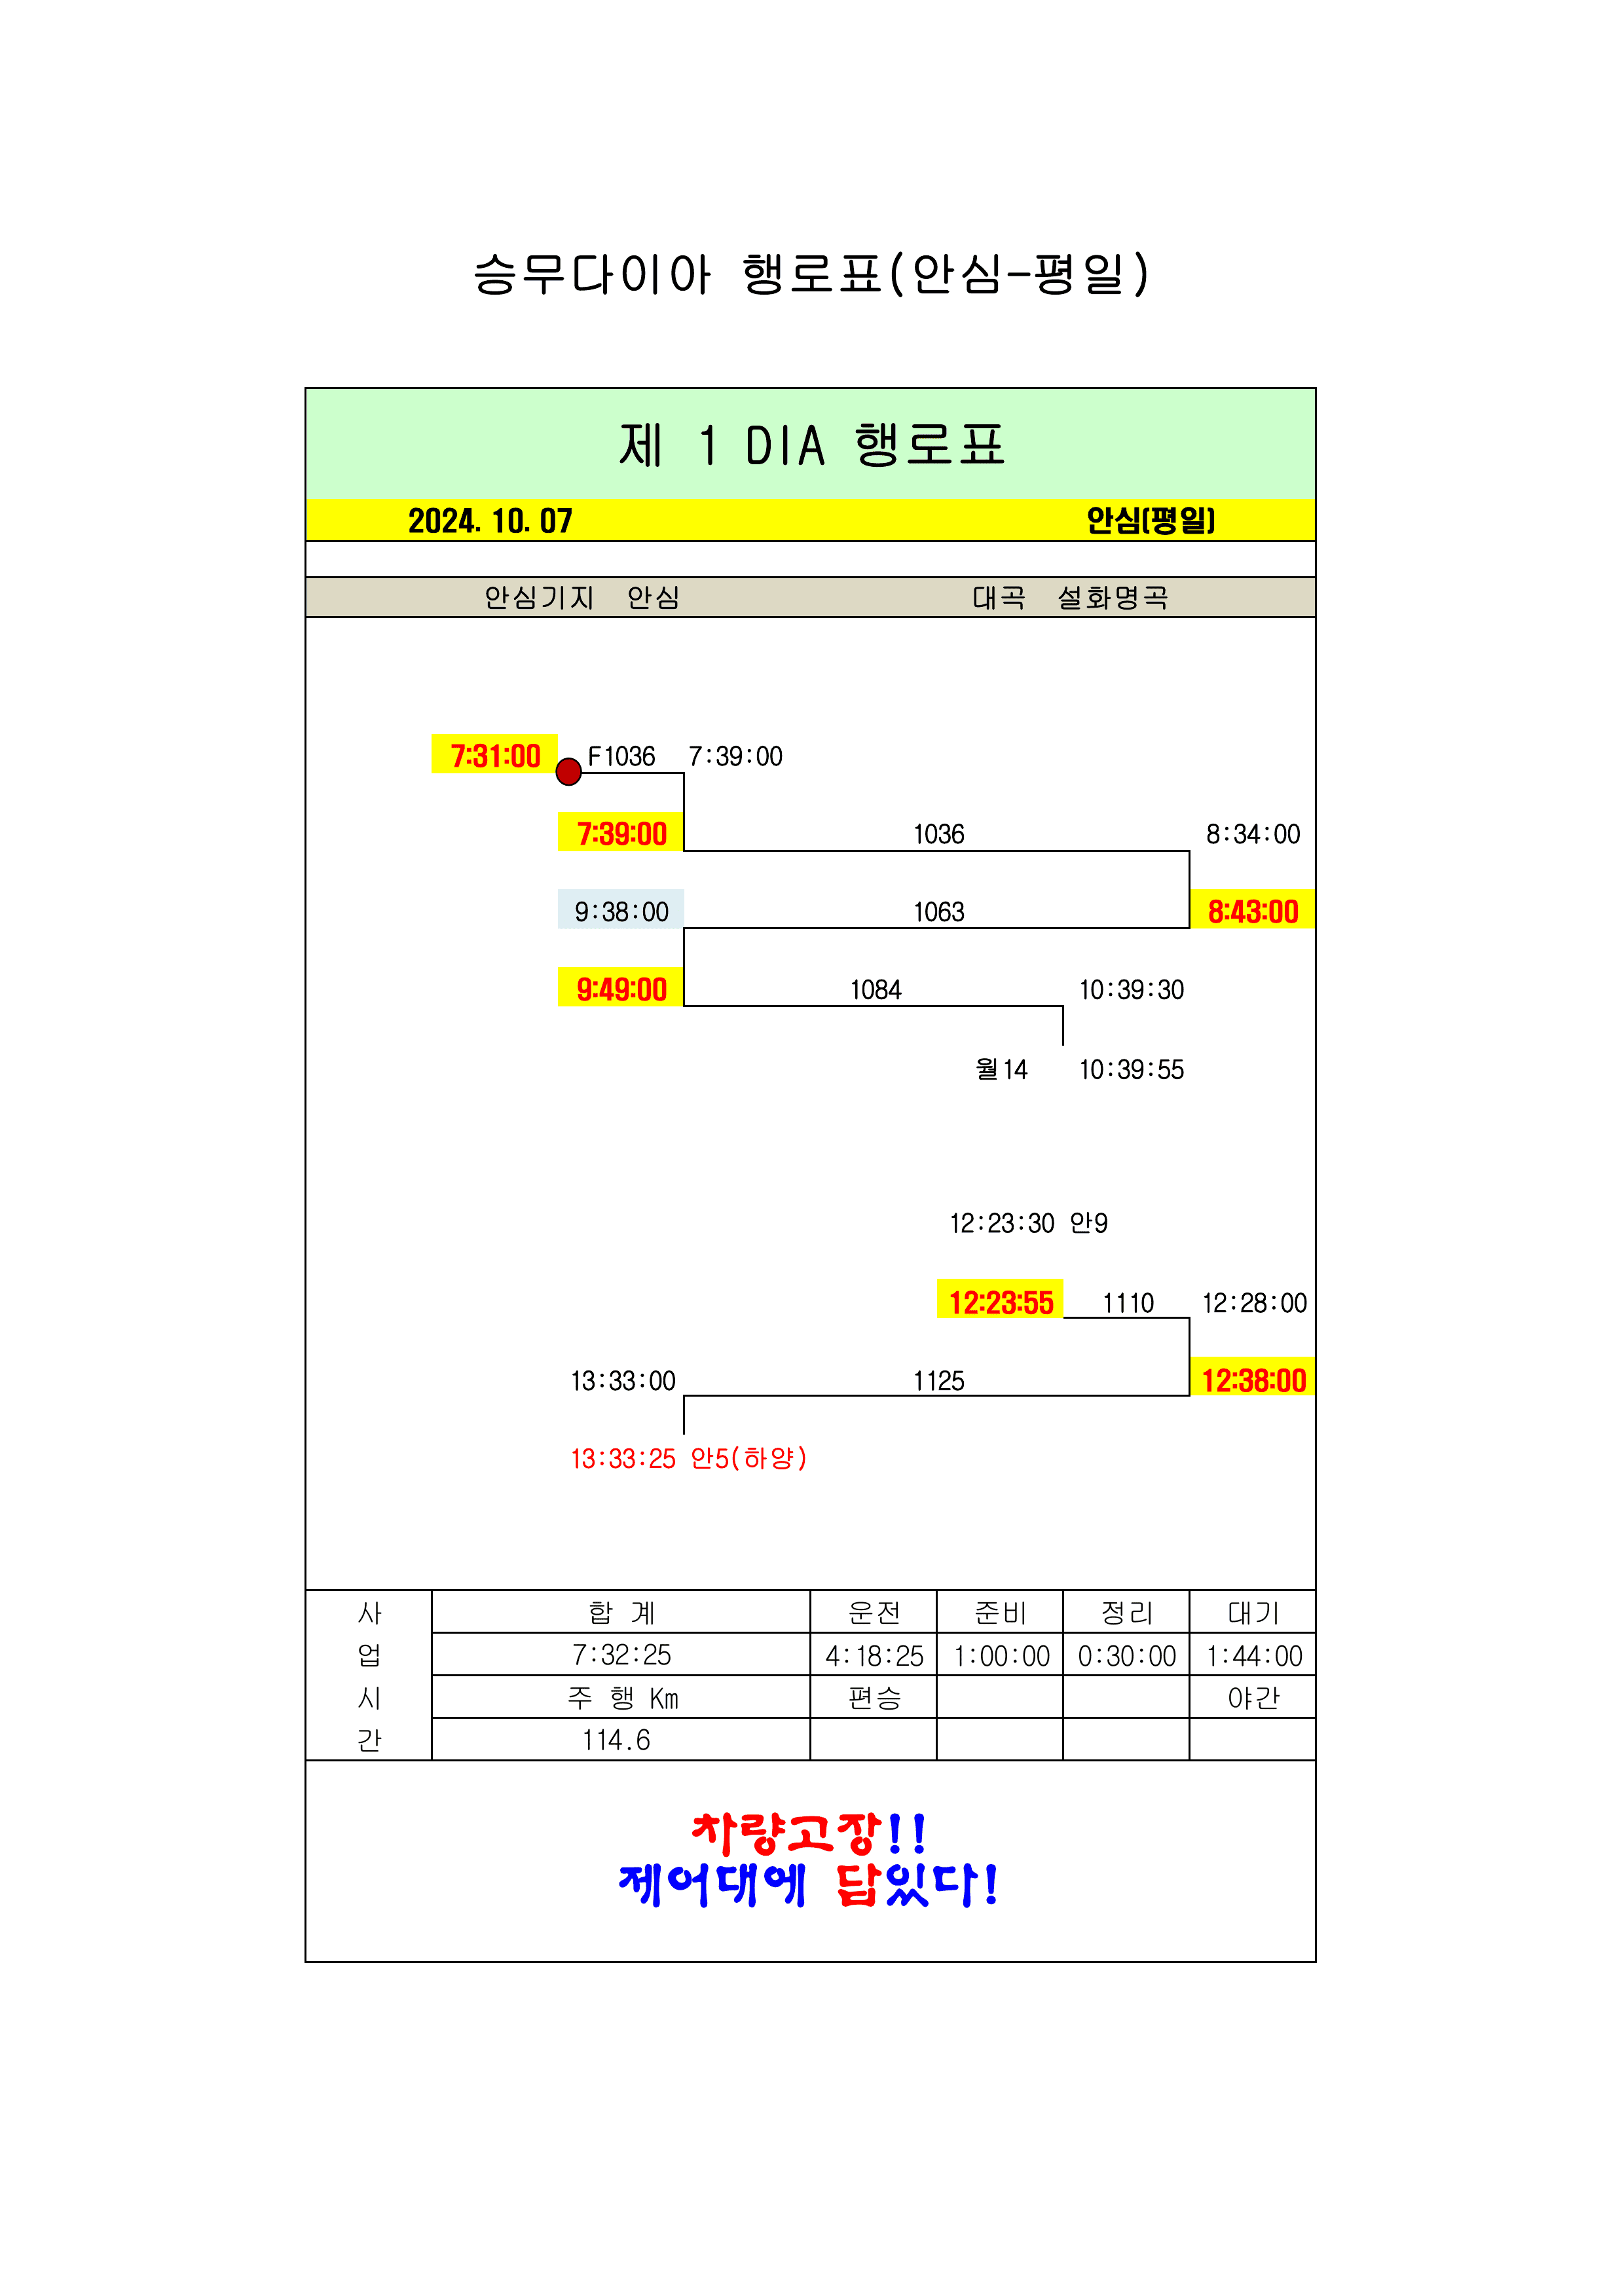 승무다이아 행로표(안심-평일)
제 1 DIA 행로표
2024. 10. 07 안심(평일)
안심기지 안심 대곡 설화명곡
7:31:00 F1036 7:39:00
7:39:00 1036 8:34:00
9:38:00 1063 8:43:00
9:49:00 1084 10:39:30
월14 10:39:55
12:23:30 안9
12:23:55 1110 12:28:00
13:33:00 1125 12:38:00
13:33:25 안5(하양)
사 합 계 운전 준비 정리 대기
업 7:32:25 4:18:25 1:00:00 0:30:00 1:44:00
시 주 행 Km 편승 야간
간 114.6
차량고장!!
제어대에 답있다!